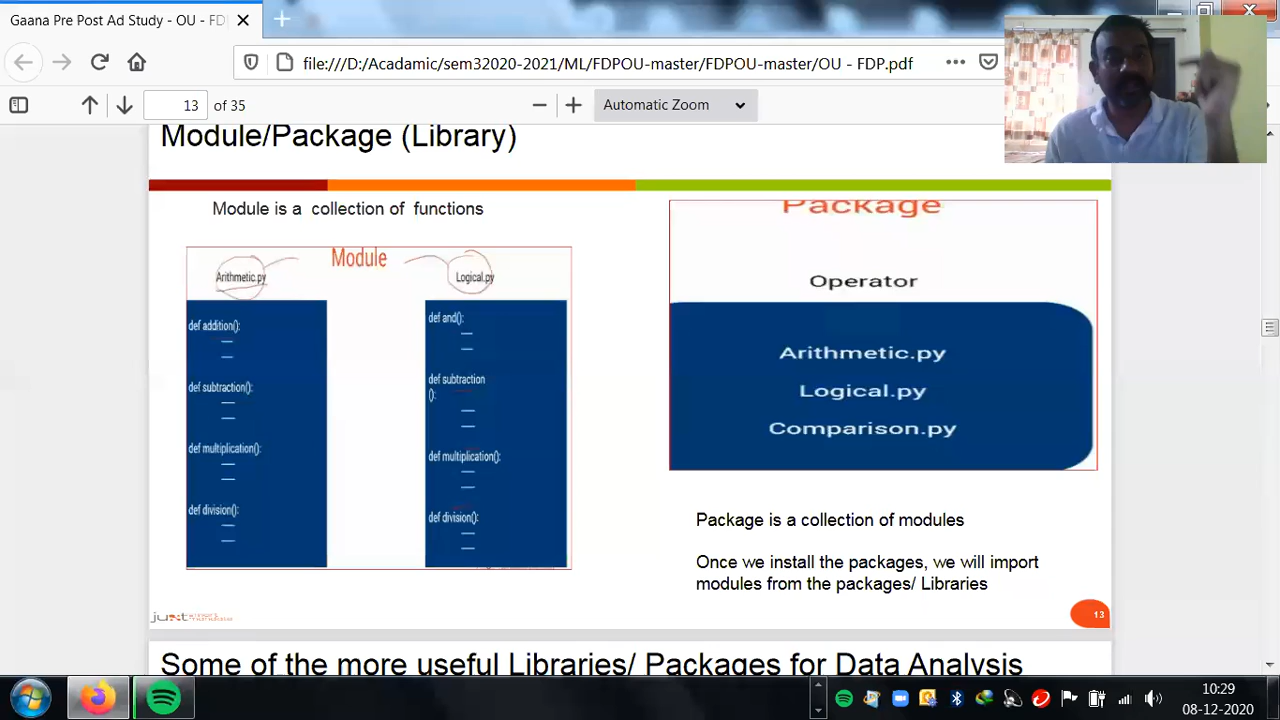 Gaana Pre Post Ad Study - OU - FD
file:///D:/Acadamic/sem32020-2021/ML/FDPOU-master/FDPOU-master/OU - FDP.pdf
13 of 35
Automatic Zoom
Module/Package (Library)
Module is a collection of functions
Module
Arithmetic.py
Logical.py
def addition():
def subtraction():
def multiplication():
def division():
def and():
def subtraction
():
def multiplication():
def division():
Package
Operator
Arithmetic.py
Logical.py
Comparison.py
Package is a collection of modules
Once we install the packages, we will import
modules from the packages/ Libraries
13
Some of the more useful Libraries/ Packages for Data Analysis
10:29
08-12-2020